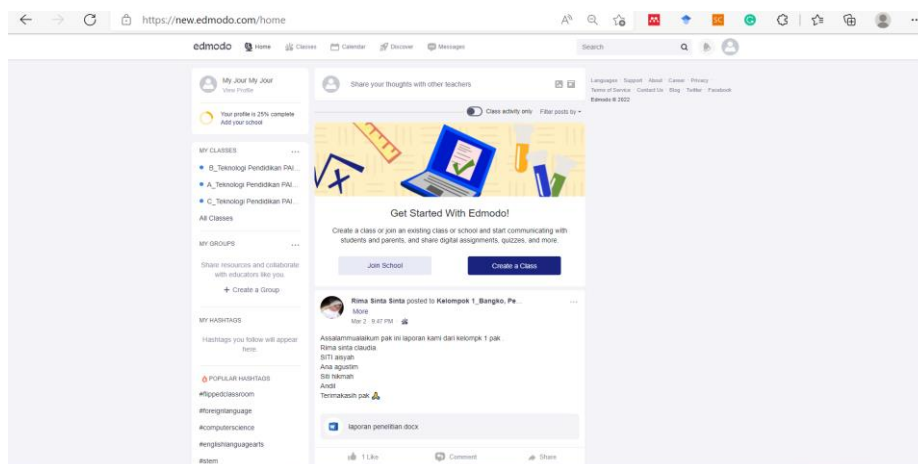 https://new.edmodo.com/home
edmodo Home Classes Calendar Discover Messages Search
My Jour My Jour
View Profile
Your profile is 25% complete
Add your school
MY CLASSES ...
B_Teknologi Pendidikan PAI...
A_Teknologi Pendidikan PAI...
C_Teknologi Pendidikan PAI...
All Classes
MY GROUPS ...
Share resources and collaborate
with educators like you.
+ Create a Group
MY HASHTAGS
Hashtags you follow will appear
here.
POPULAR HASHTAGS
#flippedclassroom
#foreignlanguage
#computerscience
#englishlanguagearts
#stem
Share your thoughts with other teachers
Class activity only Filter posts by
Get Started With Edmodo!
Create a class or join an existing class or school and start communicating with
students and parents, and share digital assignments, quizzes, and more.
Join School Create a Class
Rima Sinta Sinta posted to Kelompok 1_Bangko, Pe...
More
Mar 2 · 9:47 PM
Assalammualaikum pak ini laporan kami dari kelompk 1 pak
Rima sinta claudia
SITI aisyah
Ana agustim
Siti hikmah
Andil
Terimakasih pak 🙏
laporan penelitian.docx
1 Like Comment Share
Languages Support About Career Privacy
Terms of Service Contact Us Blog Twitter Facebook
Edmodo © 2022